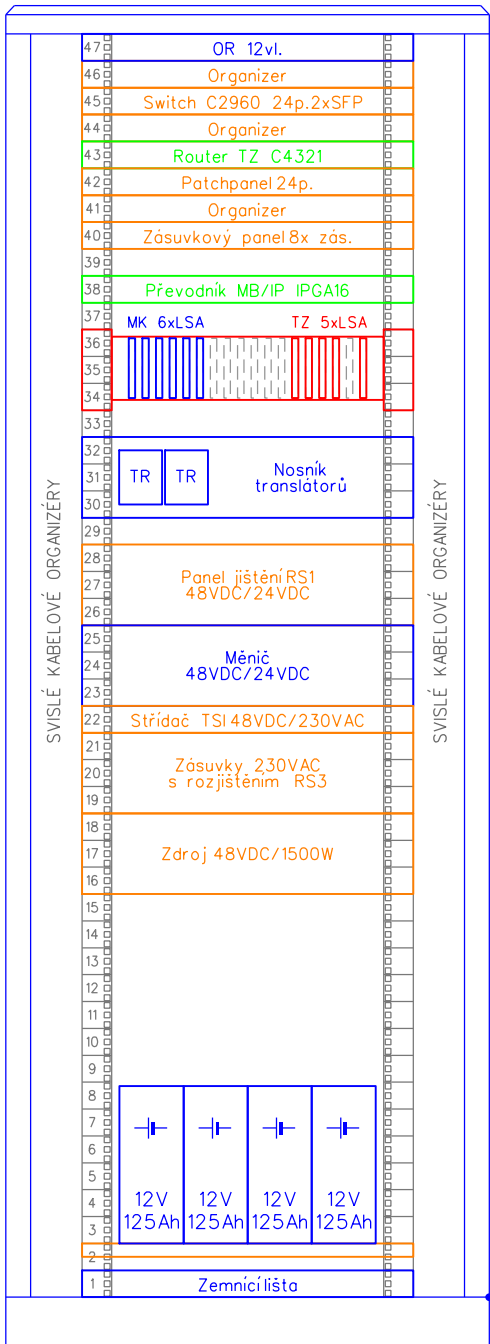 47 OR 12vl.
46 Organizer
45 Switch C2960 24p.2xSFP
44 Organizer
43 Router TZ C4321
42 Patchpanel 24p.
41 Organizer
40 Zásuvkový panel 8x zás.
39
38 Převodník MB/IP IPGA16
37
MK 6xLSA TZ 5xLSA
36
35
34
33
32
31 TR TR Nosník
translátorů
30
29
28
27 Panel jištění RS1
48VDC/24VDC
26
25
24 Měnič
48VDC/24VDC
23
22 Střídač TSI 48VDC/230VAC
21
20 Zásuvky 230VAC
s rozjištěním RS3
19
18
17 Zdroj 48VDC/1500W
16
15
14
13
12
11
10
9
8
7
6
5
4 12V 12V 12V 12V
3 125Ah 125Ah 125Ah 125Ah
2
1 Zemnící lišta
SVISLÉ KABELOVÉ ORGANIZÉRY
SVISLÉ KABELOVÉ ORGANIZÉRY